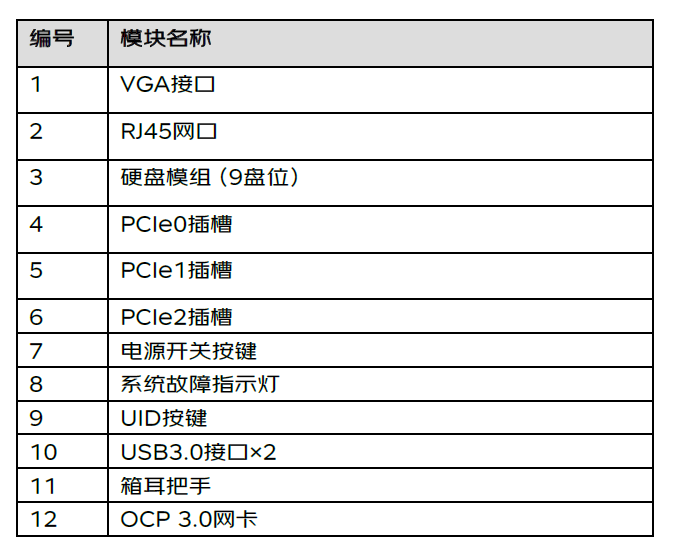 编号 模块名称
1 VGA接口
2 RJ45网口
3 硬盘模组（9盘位）
4 PCIe0插槽
5 PCIe1插槽
6 PCIe2插槽
7 电源开关按键
8 系统故障指示灯
9 UID按键
10 USB3.0接口×2
11 箱耳把手
12 OCP 3.0网卡